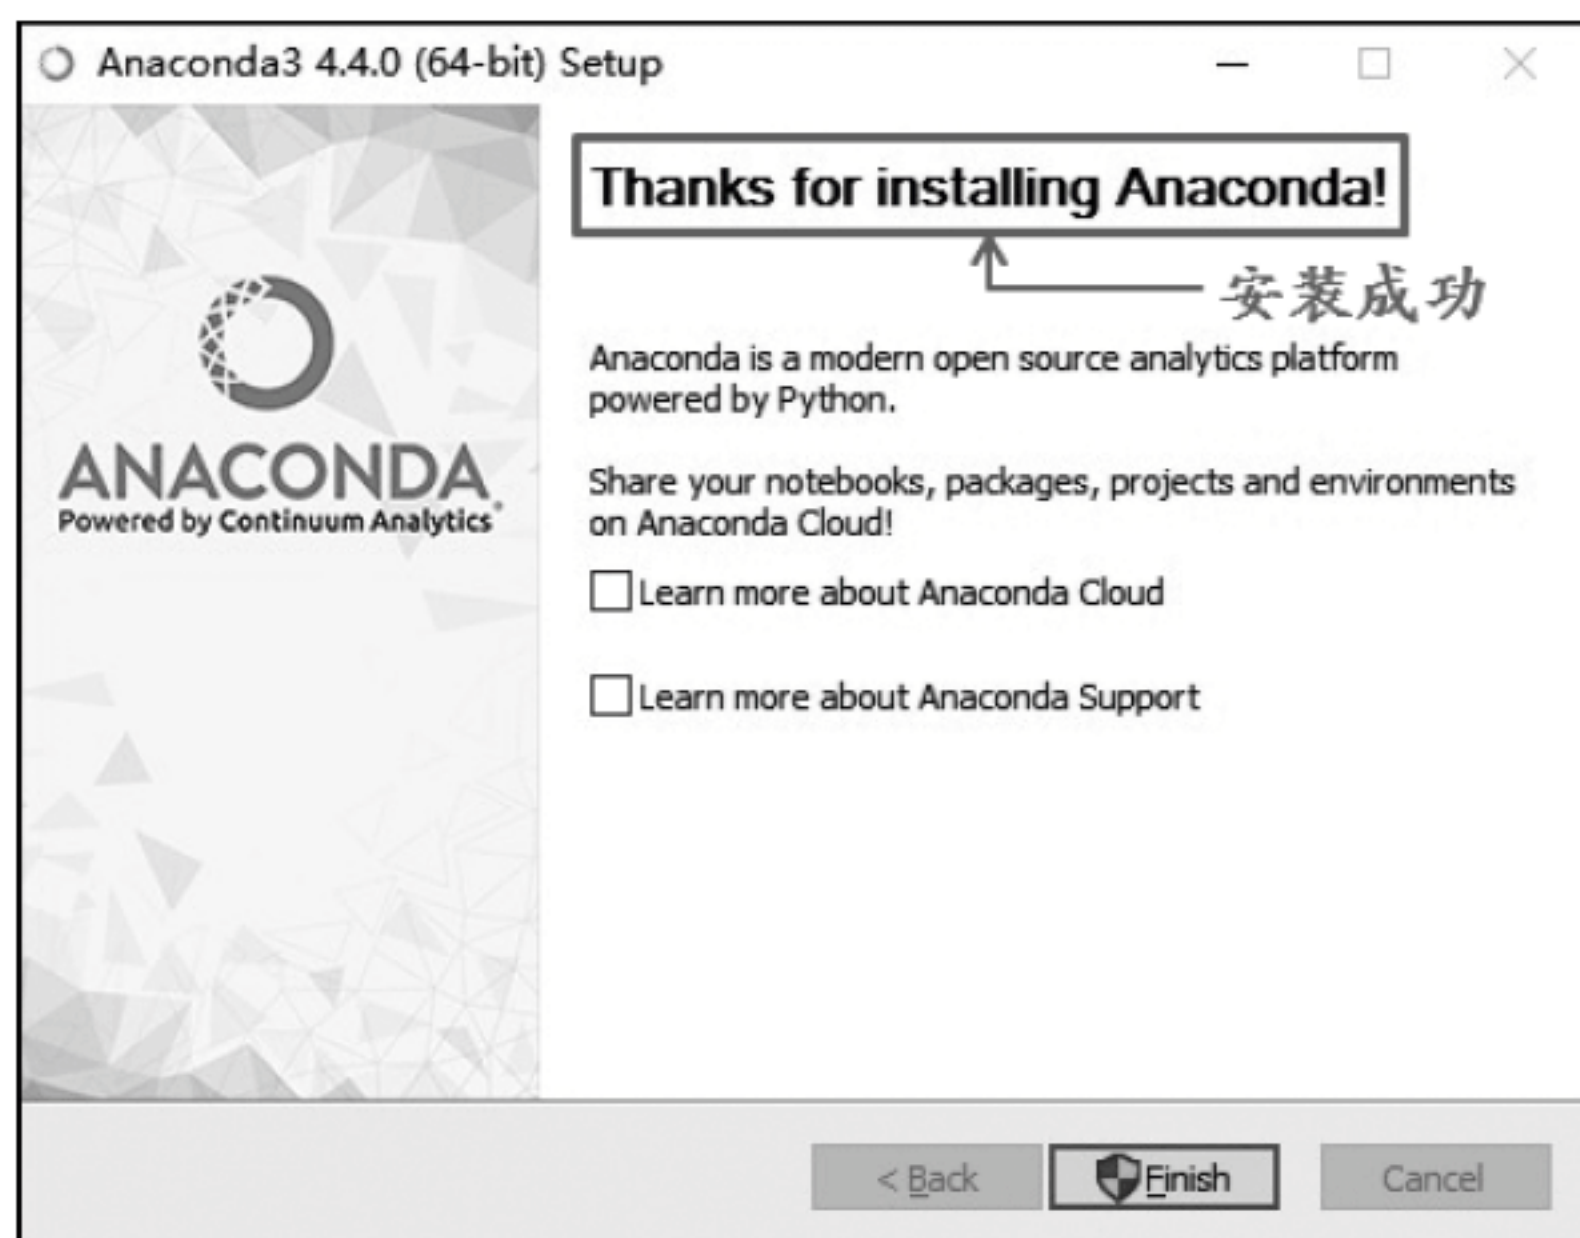 Anaconda3 4.4.0 (64-bit) Setup
Thanks for installing Anaconda!
安装成功
ANACONDA
Powered by Continuum Analytics
Anaconda is a modern open source analytics platform
powered by Python.
Share your notebooks, packages, projects and environments
on Anaconda Cloud!
Learn more about Anaconda Cloud
Learn more about Anaconda Support
< Back
Finish
Cancel